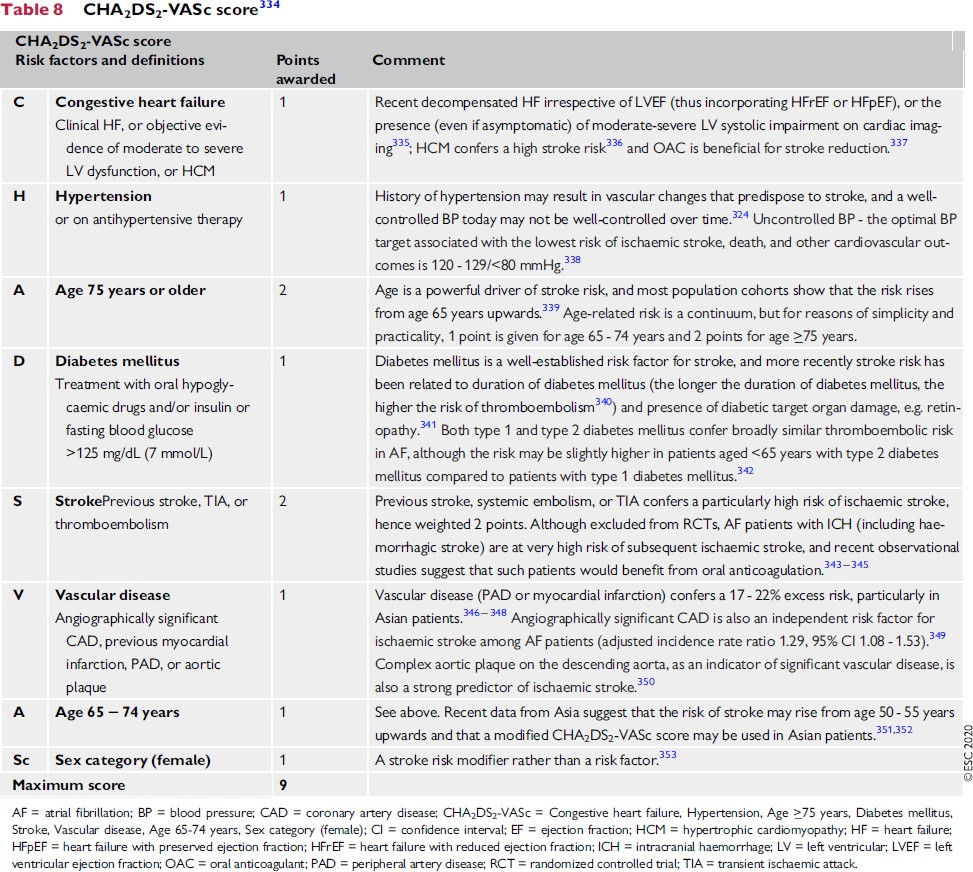 Table 8 CHA2DS2-VASc score334
CHA2DS2-VASc score
Risk factors and definitions Points awarded Comment
C Congestive heart failure 1
Clinical HF, or objective evi-
dence of moderate to severe
LV dysfunction, or HCM
Recent decompensated HF irrespective of LVEF (thus incorporating HFrEF or HFpEF), or the
presence (even if asymptomatic) of moderate-severe LV systolic impairment on cardiac imag-
ing335; HCM confers a high stroke risk336 and OAC is beneficial for stroke reduction.337
H Hypertension 1
or on antihypertensive therapy
History of hypertension may result in vascular changes that predispose to stroke, and a well-
controlled BP today may not be well-controlled over time.324 Uncontrolled BP - the optimal BP
target associated with the lowest risk of ischaemic stroke, death, and other cardiovascular out-
comes is 120 - 129/<80 mmHg.338
A Age 75 years or older 2
Age is a powerful driver of stroke risk, and most population cohorts show that the risk rises
from age 65 years upwards.339 Age-related risk is a continuum, but for reasons of simplicity and
practicality, 1 point is given for age 65 - 74 years and 2 points for age ≥75 years.
D Diabetes mellitus 1
Treatment with oral hypogly-
caemic drugs and/or insulin or
fasting blood glucose
>125 mg/dL (7 mmol/L)
Diabetes mellitus is a well-established risk factor for stroke, and more recently stroke risk has
been related to duration of diabetes mellitus (the longer the duration of diabetes mellitus, the
higher the risk of thromboembolism340) and presence of diabetic target organ damage, e.g. retin-
opathy.341 Both type 1 and type 2 diabetes mellitus confer broadly similar thromboembolic risk
in AF, although the risk may be slightly higher in patients aged <65 years with type 2 diabetes
mellitus compared to patients with type 1 diabetes mellitus.342
S StrokePrevious stroke, TIA, or 2
thromboembolism
Previous stroke, systemic embolism, or TIA confers a particularly high risk of ischaemic stroke,
hence weighted 2 points. Although excluded from RCTs, AF patients with ICH (including hae-
morrhagic stroke) are at very high risk of subsequent ischaemic stroke, and recent observational
studies suggest that such patients would benefit from oral anticoagulation.343−345
V Vascular disease 1
Angiographically significant
CAD, previous myocardial
infarction, PAD, or aortic
plaque
Vascular disease (PAD or myocardial infarction) confers a 17 - 22% excess risk, particularly in
Asian patients.346−348 Angiographically significant CAD is also an independent risk factor for
ischaemic stroke among AF patients (adjusted incidence rate ratio 1.29, 95% CI 1.08 - 1.53).349
Complex aortic plaque on the descending aorta, as an indicator of significant vascular disease, is
also a strong predictor of ischaemic stroke.350
A Age 65 − 74 years 1
See above. Recent data from Asia suggest that the risk of stroke may rise from age 50 - 55 years
upwards and that a modified CHA2DS2-VASc score may be used in Asian patients.351,352
Sc Sex category (female) 1 A stroke risk modifier rather than a risk factor.353
Maximum score 9
©ESC 2020
AF = atrial fibrillation; BP = blood pressure; CAD = coronary artery disease; CHA2DS2-VASc = Congestive heart failure, Hypertension, Age ≥75 years, Diabetes mellitus,
Stroke, Vascular disease, Age 65-74 years, Sex category (female); CI = confidence interval; EF = ejection fraction; HCM = hypertrophic cardiomyopathy; HF = heart failure;
HFpEF = heart failure with preserved ejection fraction; HFrEF = heart failure with reduced ejection fraction; ICH = intracranial haemorrhage; LV = left ventricular; LVEF = left
ventricular ejection fraction; OAC = oral anticoagulant; PAD = peripheral artery disease; RCT = randomized controlled trial; TIA = transient ischaemic attack.